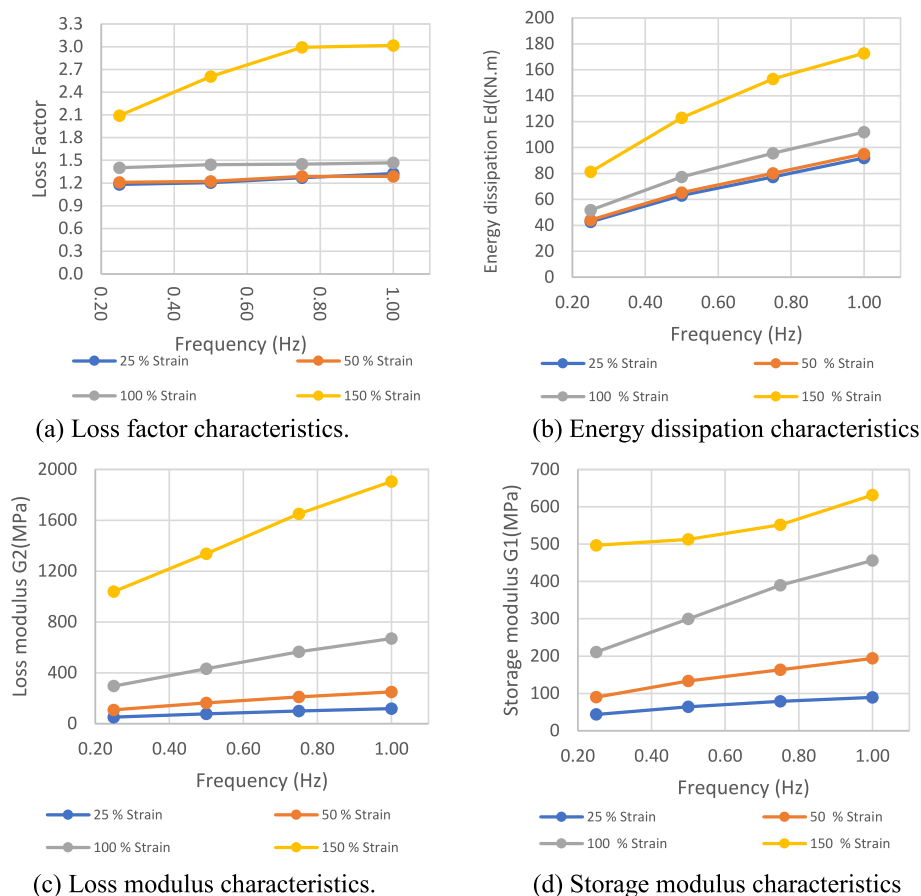 3.3
3.0
2.7
2.4
2.1
1.8
1.5
1.2
0.9
0.6
0.3
0.0
Loss Factor
0.20
0.40
0.60
0.80
1.00
Frequency (Hz)
25 % Strain
50 % Strain
100 % Strain
150 % Strain
(a) Loss factor characteristics.
200
180
160
140
120
100
80
60
40
20
0
Energy dissipation Ed(KN.m)
0.20 0.40 0.60 0.80 1.00
Frequency (Hz)
25 % Strain
50 % Strain
100 % Strain
150 % Strain
(b) Energy dissipation characteristics
2000
1600
1200
800
400
0
Loss modulus G2(MPa)
0.20 0.40 0.60 0.80 1.00
Frequency (Hz)
25 % Strain
50 % Strain
100 % Strain
150 % Strain
(c) Loss modulus characteristics.
700
600
500
400
300
200
100
0
Storage modulus G1(MPa)
0.20 0.40 0.60 0.80 1.00
Frequency (Hz)
25 % Strain
50 % Strain
100 % Strain
150 % Strain
(d) Storage modulus characteristics